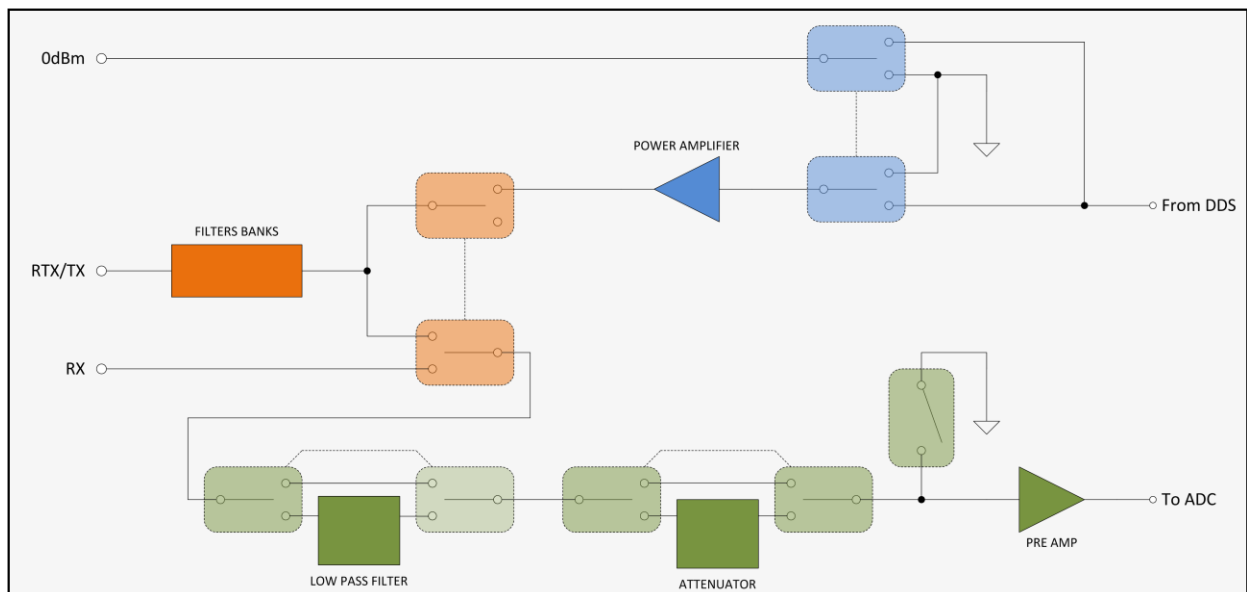 0dBm
POWER AMPLIFIER
From DDS
FILTERS BANKS
RTX/TX
RX
To ADC
PRE AMP
LOW PASS FILTER
ATTENUATOR